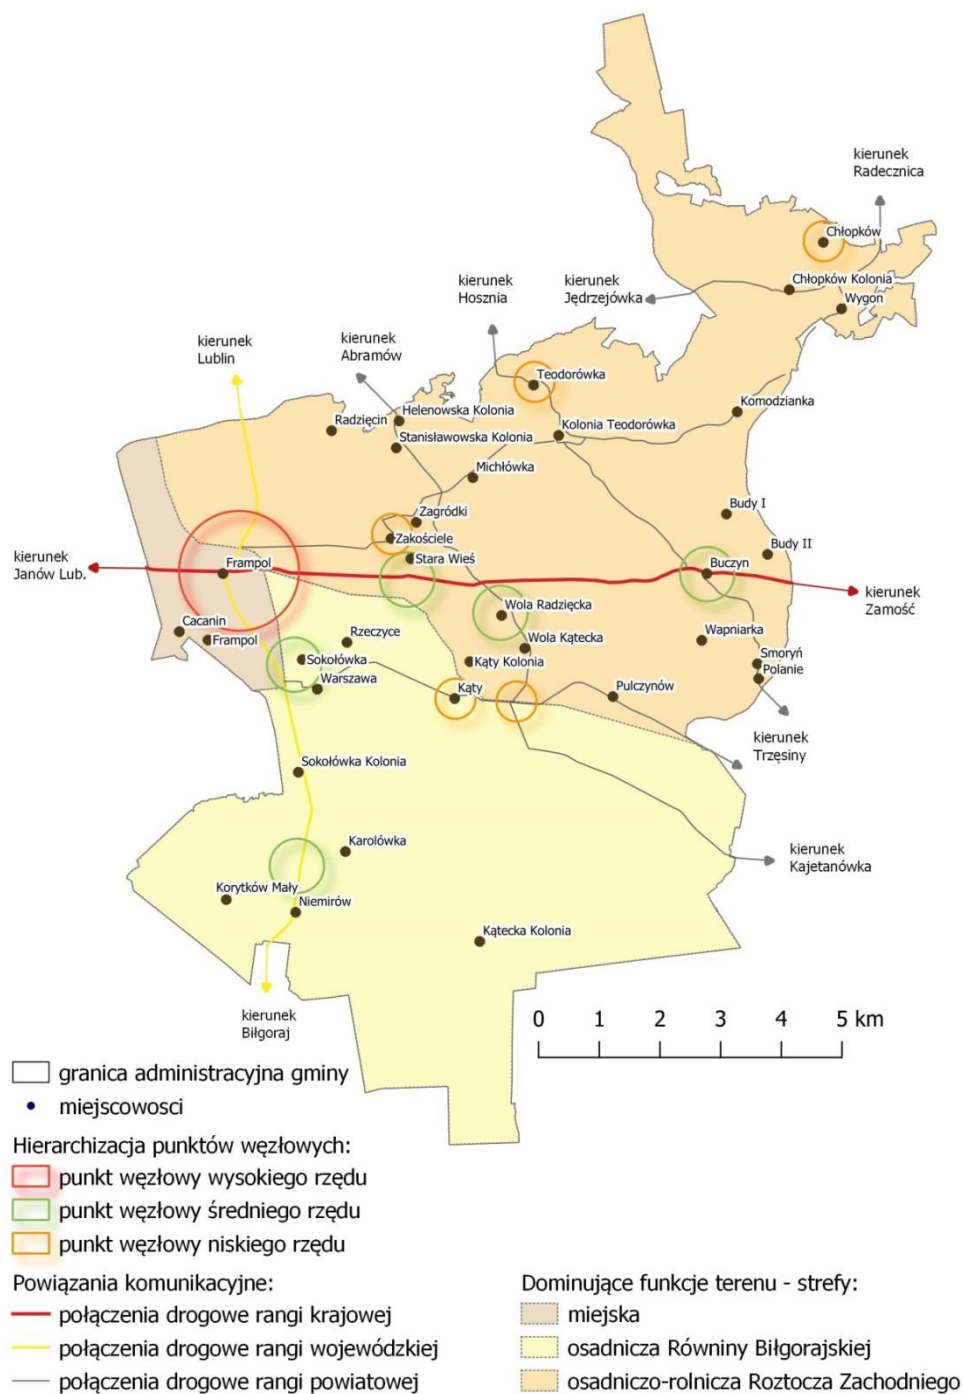 kierunek
Radecznica
Chłopków
kierunek
Hosznia
kierunek
Jędrzejówka
Chłopków Kolonia
Wygon
kierunek
Lublin
kierunek
Abramów
Teodorówka
Helenowska Kolonia
Komodzianka
Radzięcin
Kolonia Teodorówka
Stanisławowska Kolonia
Michłówka
Zagródki
Budy I
Zakościele
Budy II
kierunek
Janów Lub.
Stara Wieś
Frampol
Buczyn
kierunek
Zamość
Wola Radzięcka
Cacanin
Frampol
Rzeczyce
Wola Kątecka
Wapniarka
Sokołówka
Kąty Kolonia
Smoryń
Polanie
Warszawa
Kąty
Pulczynów
kierunek
Trzęsiny
Sokołówka Kolonia
Karolówka
kierunek
Kajetanówka
Korytków Mały
Niemirów
Kątecka Kolonia
kierunek
Biłgoraj
0 1 2 3 4 5 km
granica administracyjna gminy
miejscowosci
Hierarchizacja punktów węzłowych:
punkt węzłowy wysokiego rzędu
punkt węzłowy średniego rzędu
punkt węzłowy niskiego rzędu
Powiązania komunikacyjne:
połączenia drogowe rangi krajowej
połączenia drogowe rangi wojewódzkiej
połączenia drogowe rangi powiatowej
Dominujące funkcje terenu - strefy:
miejska
osadnicza Równiny Biłgorajskiej
osadniczo-rolnicza Roztocza Zachodniego